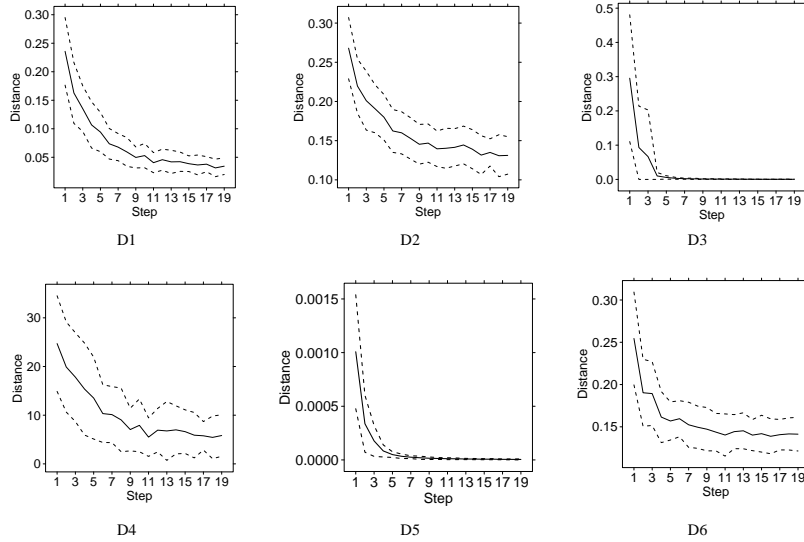 0.30
0.25
0.20
0.15
0.10
0.05
Distance
1 3 5 7 9 11 13 15 17 19
Step
D1
0.30
0.25
0.20
0.15
0.10
Distance
1 3 5 7 9 11 13 15 17 19
Step
D2
0.5
0.4
0.3
0.2
0.1
0.0
Distance
1 3 5 7 9 11 13 15 17 19
Step
D3
30
20
10
0
Distance
1 3 5 7 9 11 13 15 17 19
Step
D4
0.0015
0.0010
0.0005
0.0000
Distance
1 3 5 7 9 11 13 15 17 19
Step
D5
0.30
0.25
0.20
0.15
Distance
1 3 5 7 9 11 13 15 17 19
Step
D6